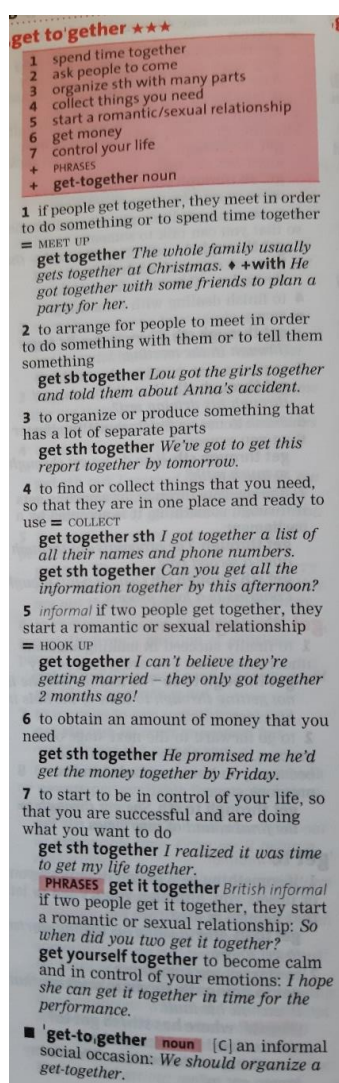 get to'gether ★★★
1 spend time together
2 ask people to come
3 organize sth with many parts
4 collect things you need
5 start a romantic/sexual relationship
6 get money
7 control your life
+ PHRASES
+ get-together noun
1 if people get together, they meet in order
to do something or to spend time together
= MEET UP
get together The whole family usually
gets together at Christmas. ♦ +with He
got together with some friends to plan a
party for her.
2 to arrange for people to meet in order
to do something with them or to tell them
something
get sb together Lou got the girls together
and told them about Anna's accident.
3 to organize or produce something that
has a lot of separate parts
get sth together We've got to get this
report together by tomorrow.
4 to find or collect things that you need,
so that they are in one place and ready to
use = COLLECT
get together sth I got together a list of
all their names and phone numbers.
get sth together Can you get all the
information together by this afternoon?
5 informal if two people get together, they
start a romantic or sexual relationship
= HOOK UP
get together I can't believe they're
getting married – they only got together
2 months ago!
6 to obtain an amount of money that you
need
get sth together He promised me he'd
get the money together by Friday.
7 to start to be in control of your life, so
that you are successful and are doing
what you want to do
get sth together I realized it was time
to get my life together.
PHRASES get it together British informal
if two people get it together, they start
a romantic or sexual relationship: So
when did you two get it together?
get yourself together to become calm
and in control of your emotions: I hope
she can get it together in time for the
performance.
■ 'get-to,gether noun [C] an informal
social occasion: We should organize a
get-together.